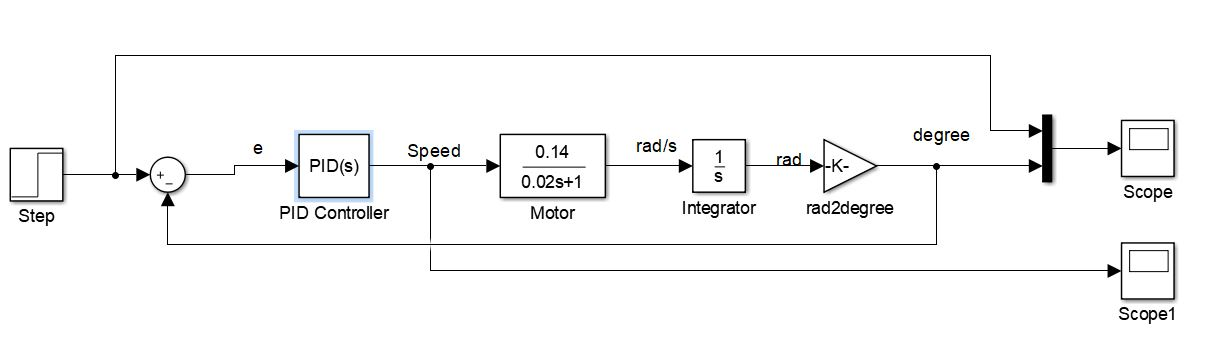 Step
+
−
e
PID(s)
PID Controller
Speed
0.14
0.02s+1
Motor
rad/s
1
s
Integrator
rad
-K-
rad2degree
degree
Scope
Scope1